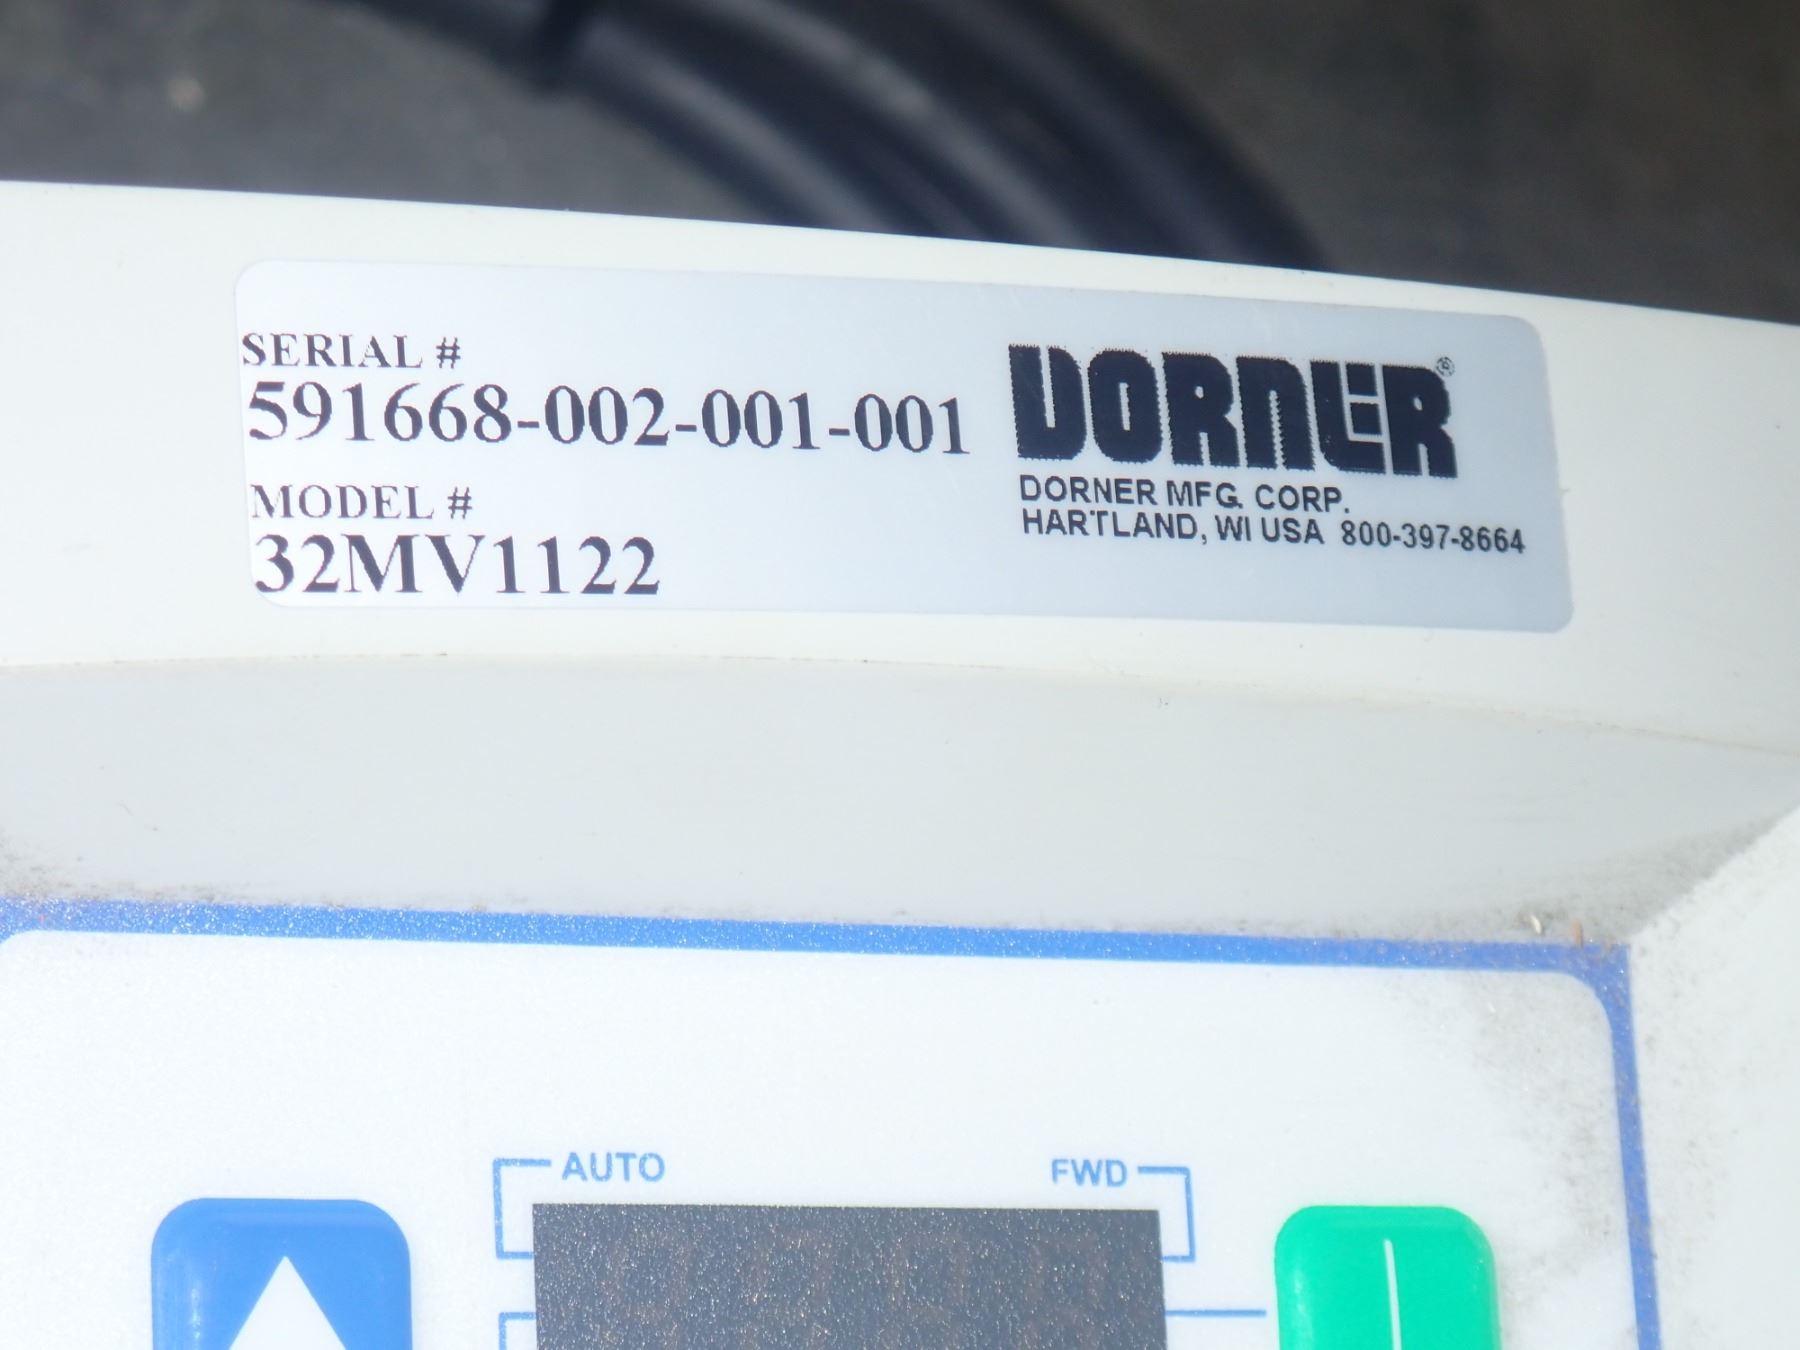 SERIAL #
591668-002-001-001
MODEL #
32MV1122
DORNER®
DORNER MFG. CORP.
HARTLAND, WI USA 800-397-8664
AUTO
FWD